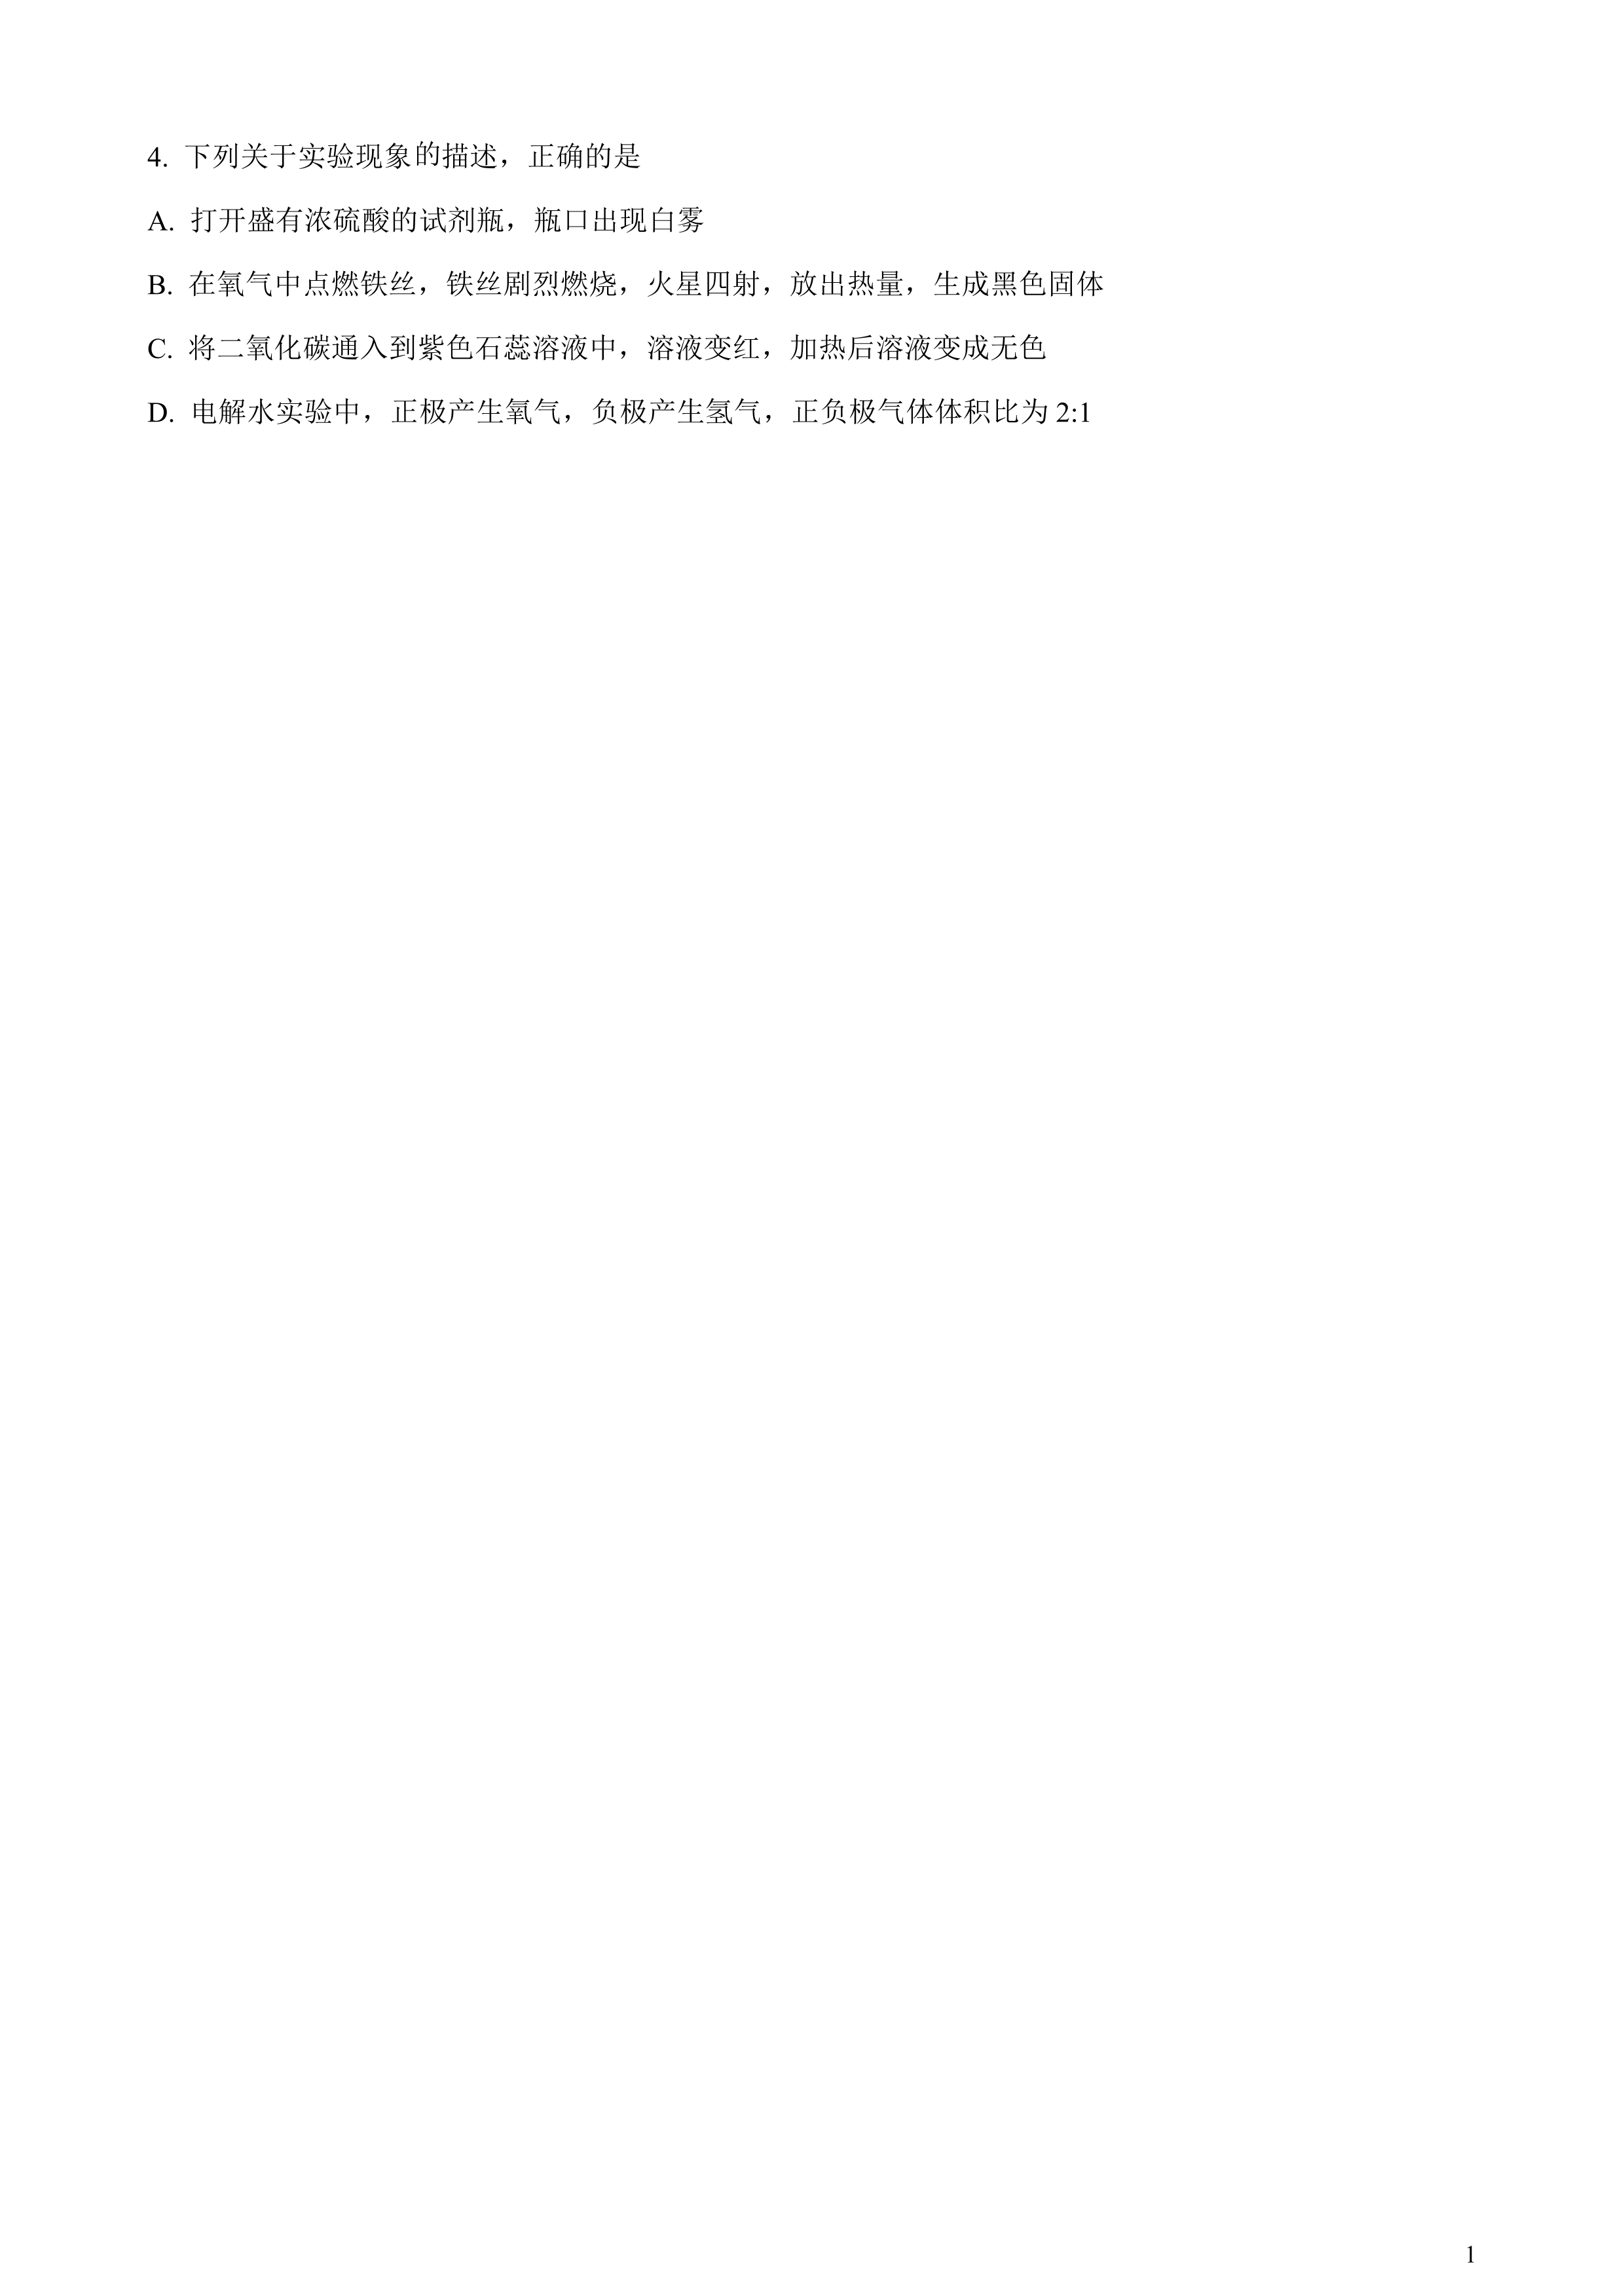 4. 下列关于实验现象的描述，正确的是
A. 打开盛有浓硫酸的试剂瓶，瓶口出现白雾
B. 在氧气中点燃铁丝，铁丝剧烈燃烧，火星四射，放出热量，生成黑色固体
C. 将二氧化碳通入到紫色石蕊溶液中，溶液变红，加热后溶液变成无色
D. 电解水实验中，正极产生氧气，负极产生氢气，正负极气体体积比为 2:1
1